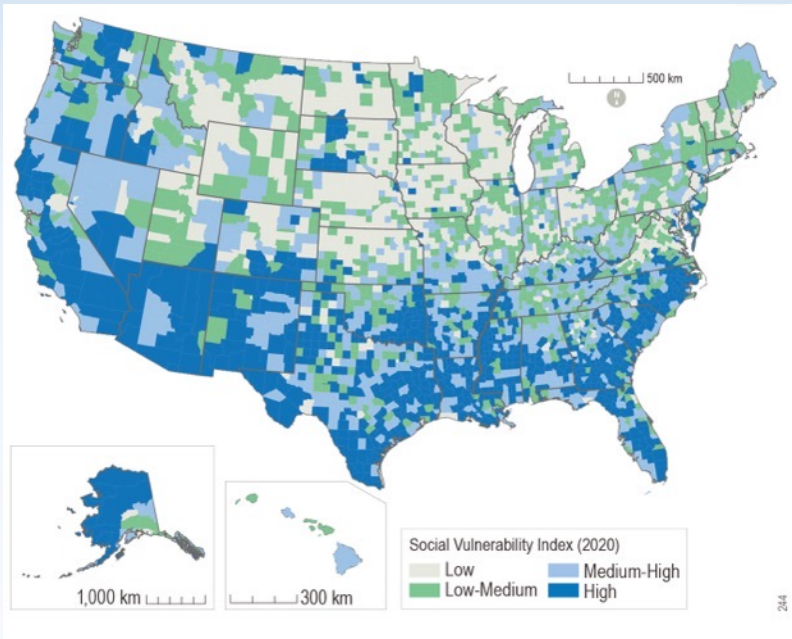 500 km
N
1,000 km
300 km
Social Vulnerability Index (2020)
Low
Medium-High
Low-Medium
High
244